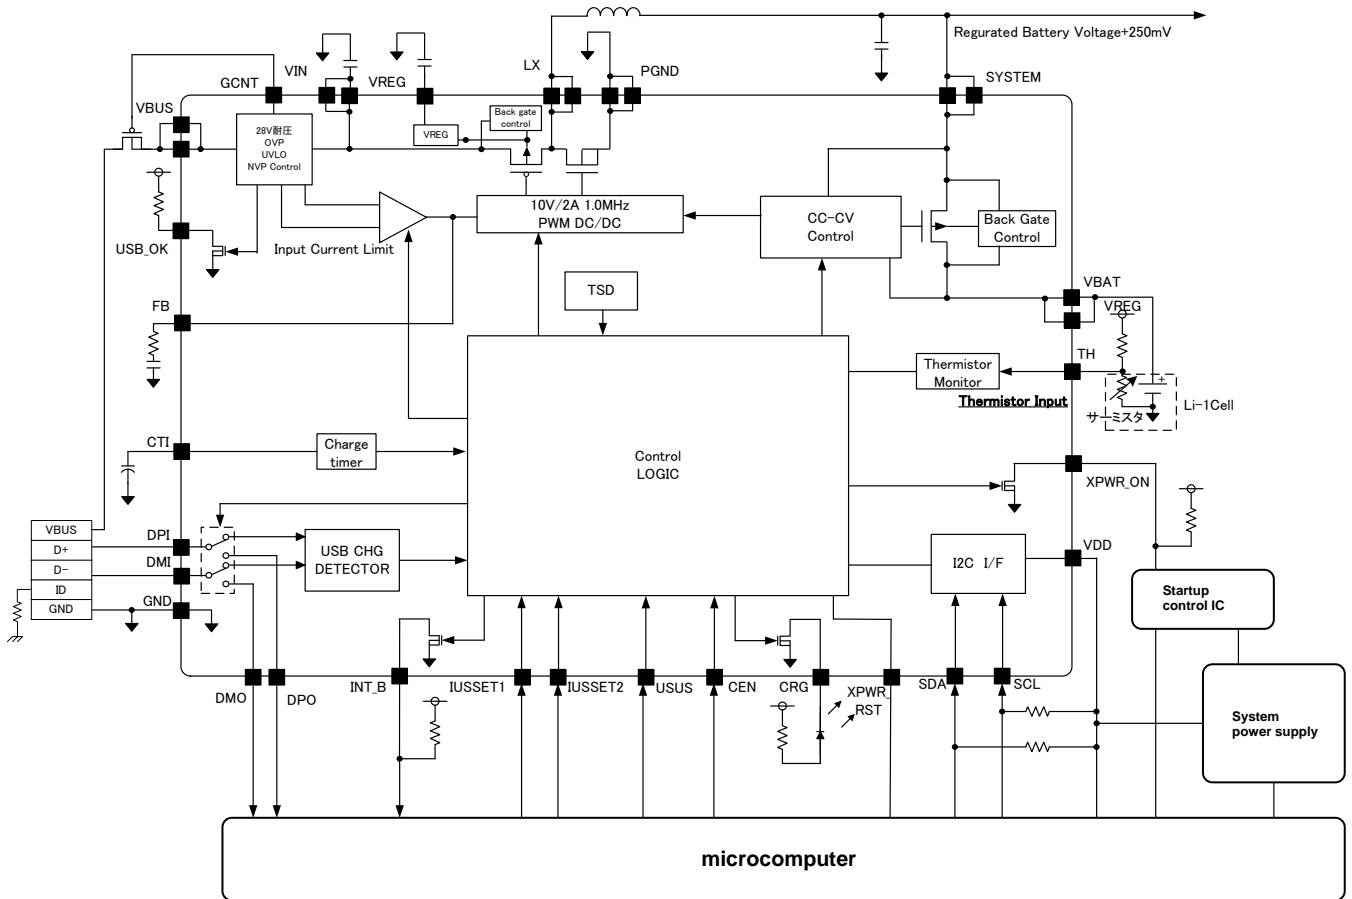 Regurated Battery Voltage+250mV
LX
PGND
SYSTEM
VIN
VREG
GCNT
VBUS
28V耐圧
OVP
UVLO
NVP Control
VREG
Back gate
control
10V/2A 1.0MHz
PWM DC/DC
CC-CV
Control
Back Gate
Control
USB_OK
Input Current Limit
TSD
VBAT
VREG
FB
TH
Thermistor
Monitor
Thermistor Input
サーミスタ
+
Li-1Cell
CTI
Charge
timer
Control
LOGIC
XPWR_ON
VBUS
D+
D-
ID
GND
DPI
DMI
GND
USB CHG
DETECTOR
I2C I/F
VDD
Startup
control IC
DMO
DPO
INT_B
IUSSET1
IUSSET2
USUS
CEN
CRG
XPWR_
RST
SDA
SCL
System
power supply
microcomputer